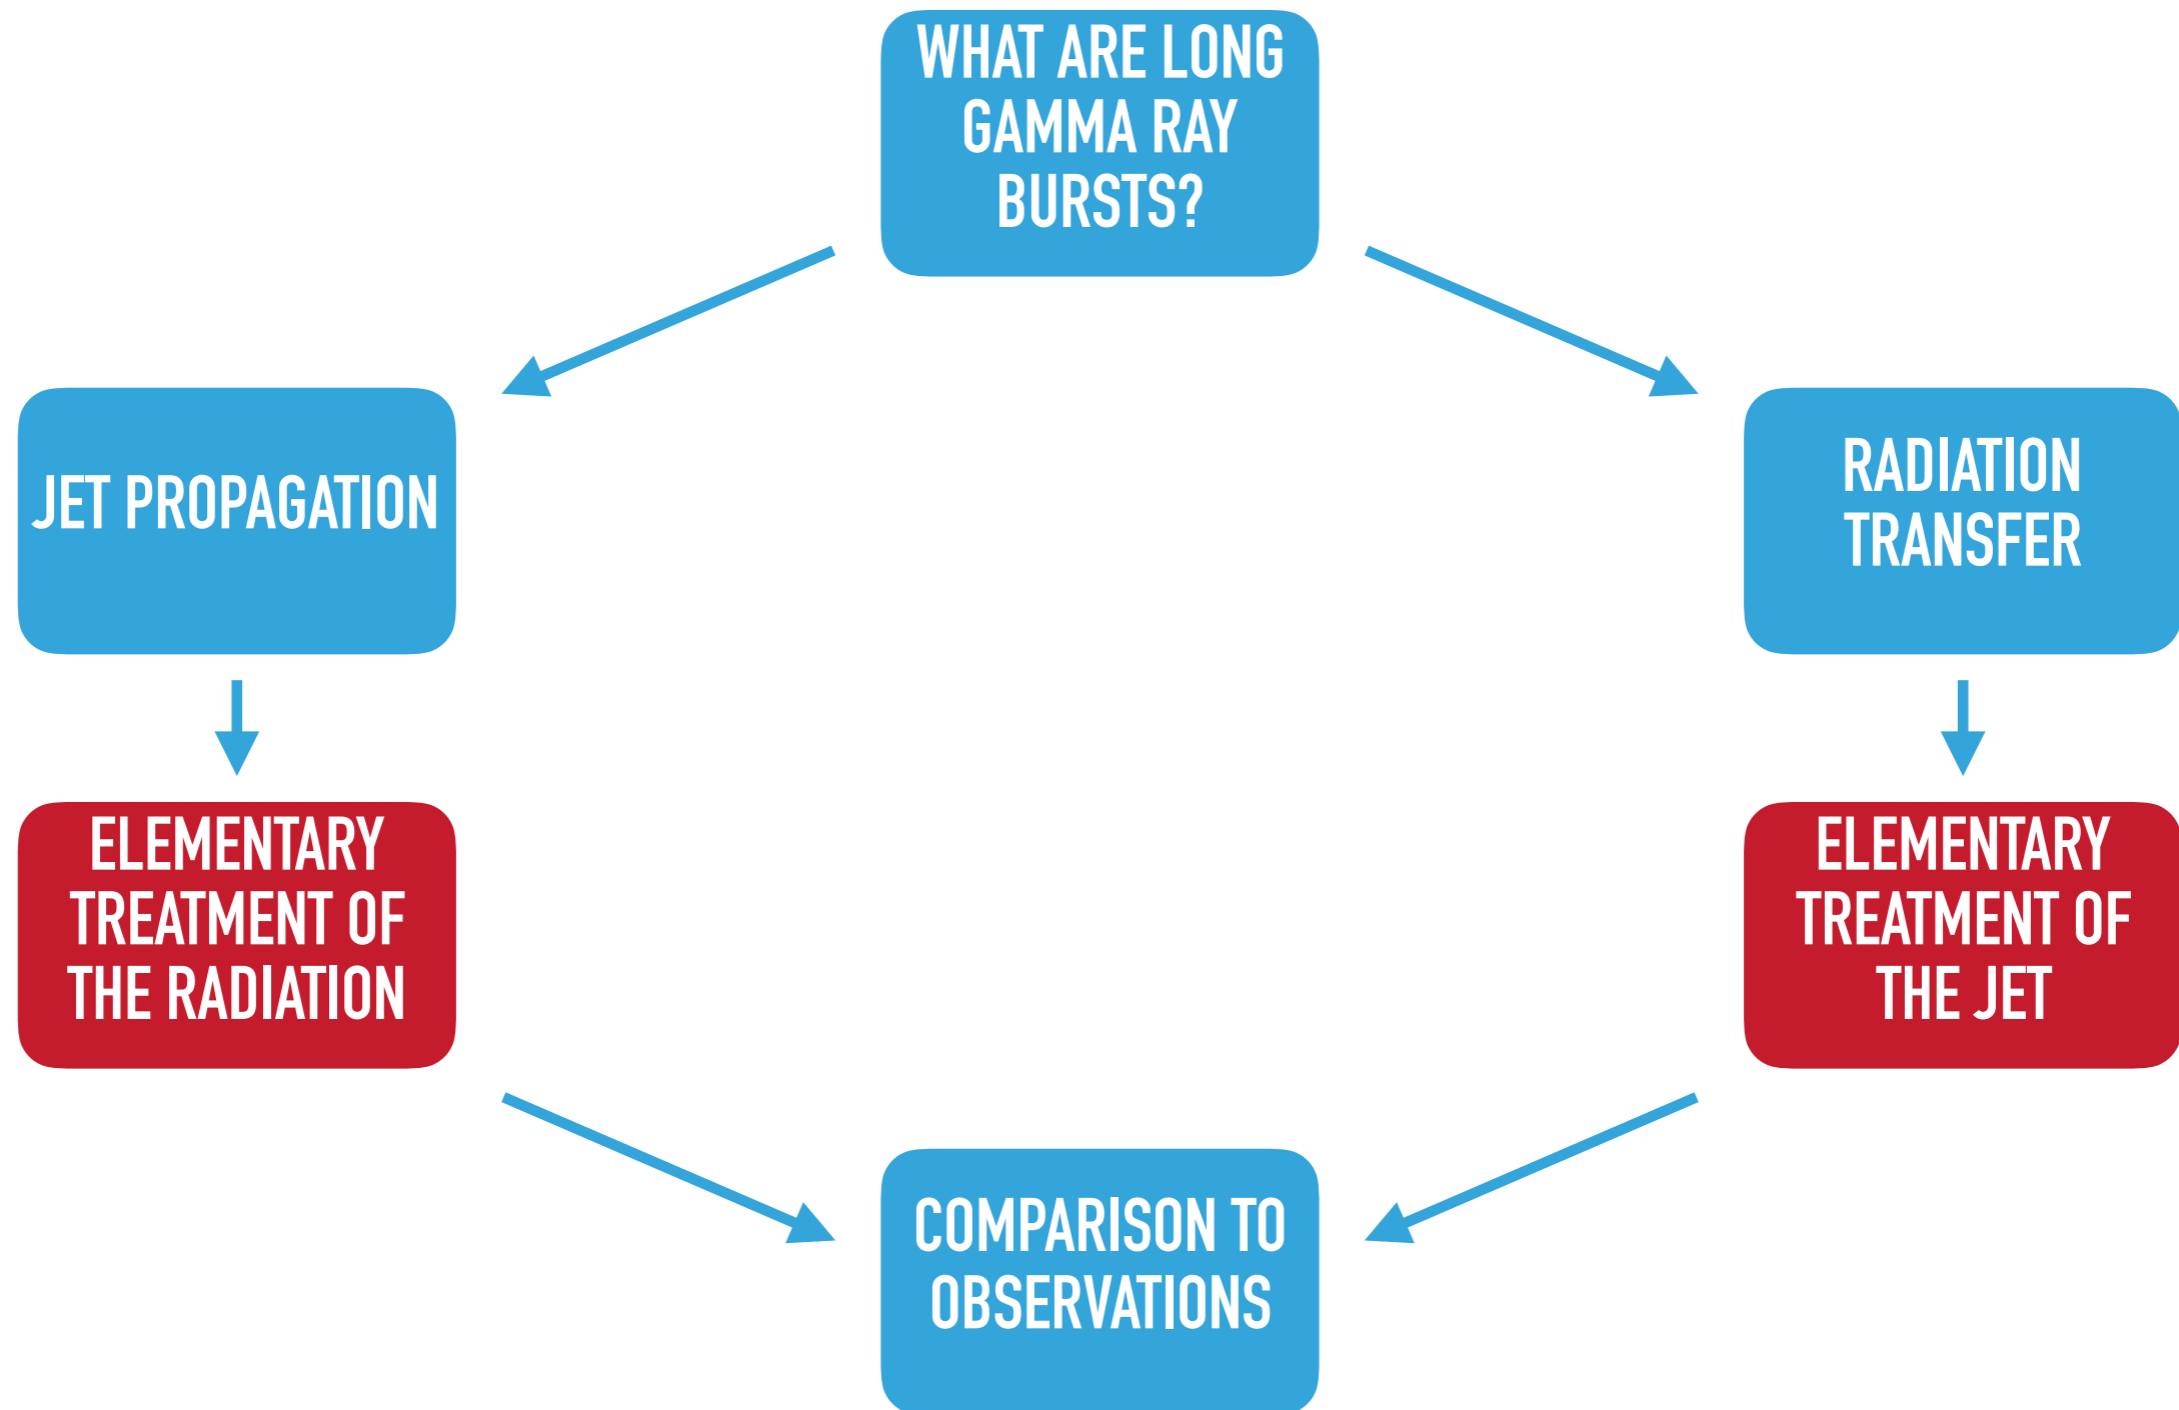 WHAT ARE LONG
GAMMA RAY
BURSTS?
JET PROPAGATION
RADIATION
TRANSFER
ELEMENTARY
TREATMENT OF
THE RADIATION
ELEMENTARY
TREATMENT OF
THE JET
COMPARISON TO
OBSERVATIONS